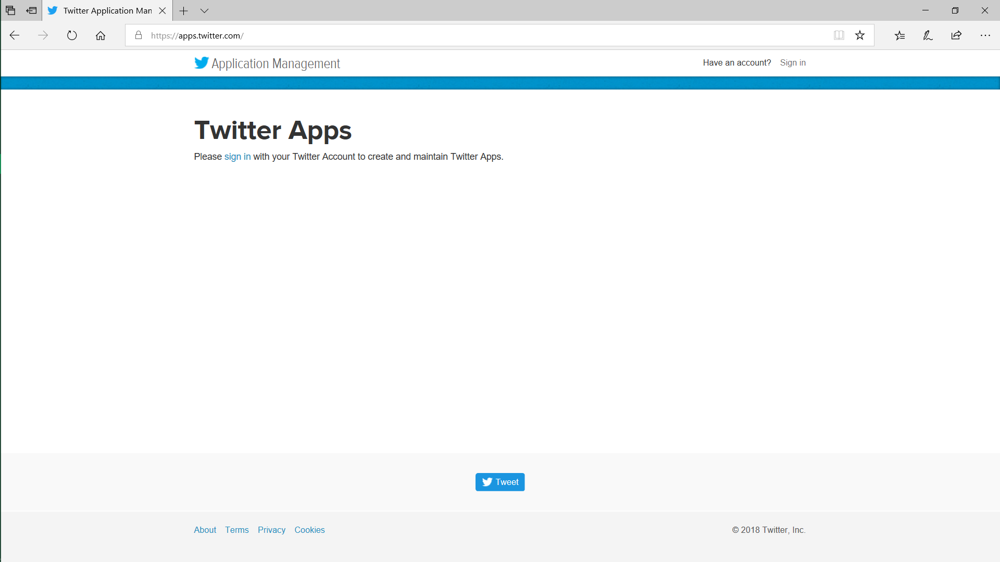 Twitter Application Man
https://apps.twitter.com/
Application Management
Have an account? Sign in
Twitter Apps
Please sign in with your Twitter Account to create and maintain Twitter Apps.
Tweet
About Terms Privacy Cookies
© 2018 Twitter, Inc.